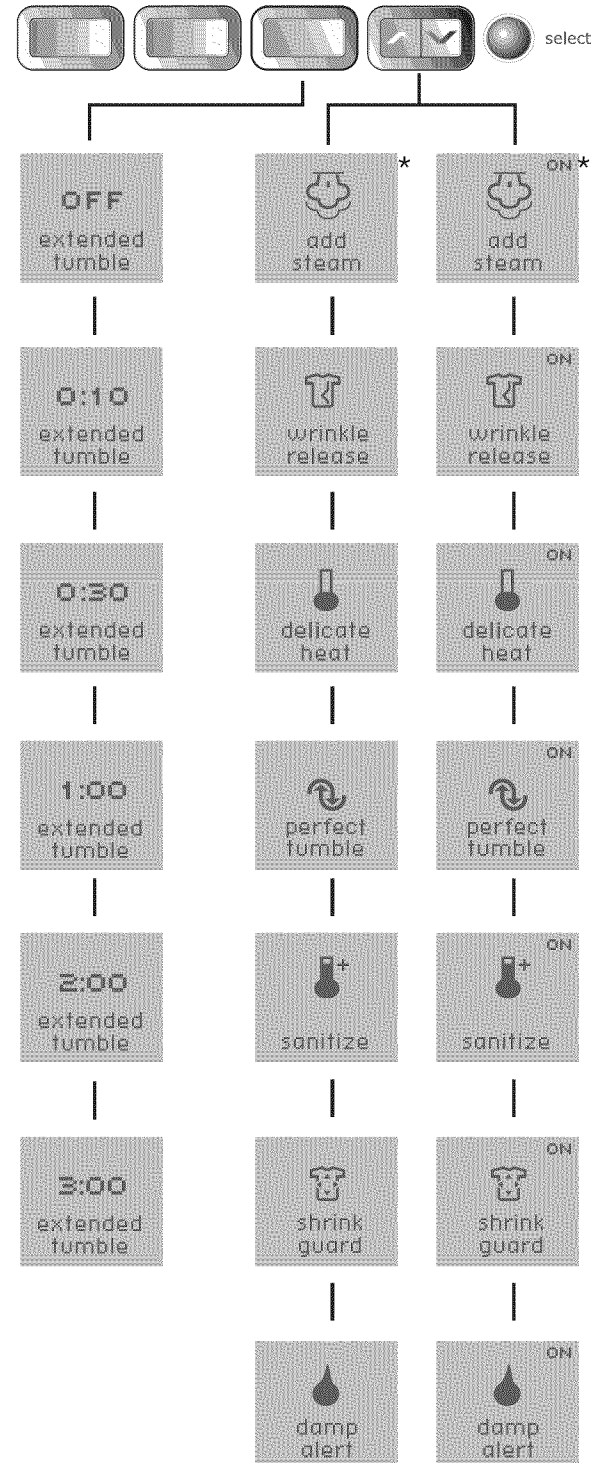 select
OFF
extended
tumble
*
add
steam
ON *
add
steam
0:10
extended
tumble
wrinkle
release
ON
wrinkle
release
0:30
extended
tumble
delicate
heat
ON
delicate
heat
1:00
extended
tumble
perfect
tumble
ON
perfect
tumble
2:00
extended
tumble
+
sanitize
ON
+
sanitize
3:00
extended
tumble
shrink
guard
ON
shrink
guard
damp
alert
ON
damp
alert